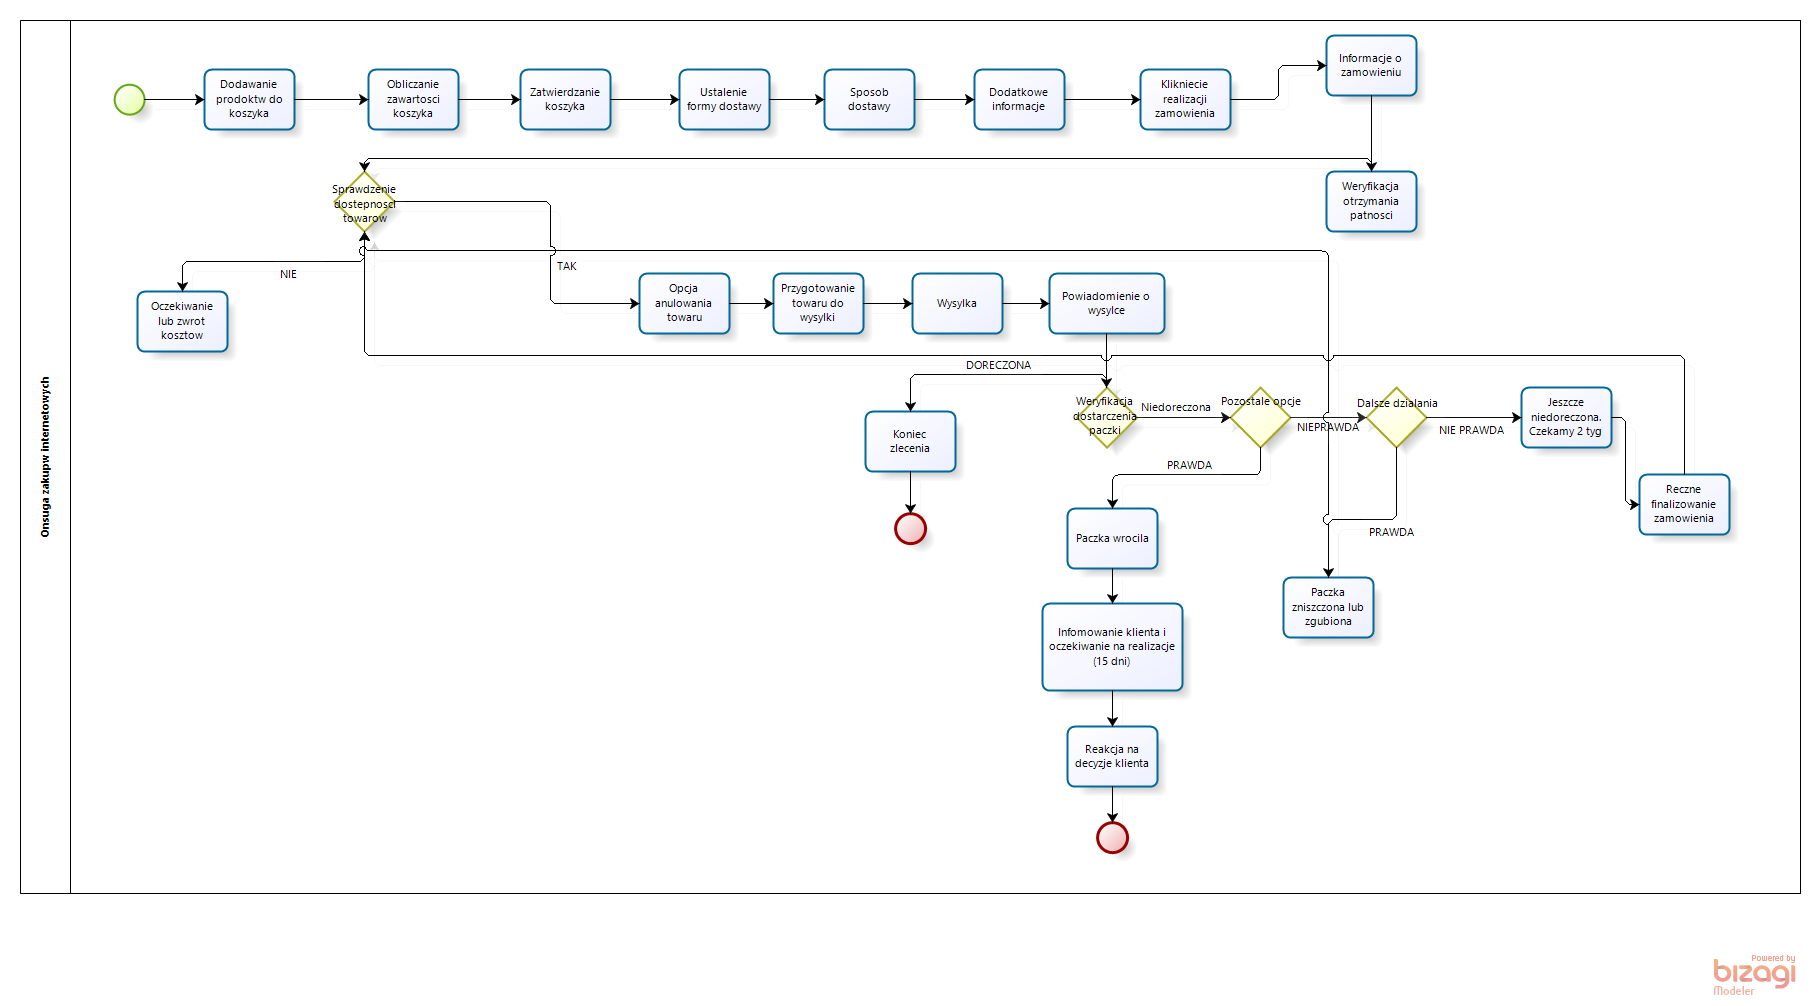 Onsuga zakupw internetowych
Dodawanie
produktw do
koszyka
Obliczanie
zawartosci
koszyka
Zatwierdzanie
koszyka
Ustalenie
formy dostawy
Sposob
dostawy
Dodatkowe
informacje
Klikniecie
realizacji
zamowienia
Informacje o
zamowieniu
Weryfikacja
otrzymania
patnosci
Sprawdzenie
dostepnosci
towarow
NIE
TAK
Oczekiwanie
lub zwrot
kosztow
Opcja
anulowania
towaru
Przygotowanie
towaru do
wysylki
Wysylka
Powiadomienie o
wysylce
DORECZONA
Weryfikacja
dostarczenia
paczki
Niedoreczona
Pozostale opcje
NIEPRAWDA
Dalsze dzialania
NIE PRAWDA
Jeszcze
niedoreczona.
Czekamy 2 tyg
Koniec
zlecenia
PRAWDA
Reczne
finalizowanie
zamowienia
Paczka wrocila
PRAWDA
Paczka
zniszczona lub
zgubiona
Infomowanie klienta i
oczekiwanie na realizacje
(15 dni)
Reakcja na
decyzje klienta
Powered by
bizagi
Modeler